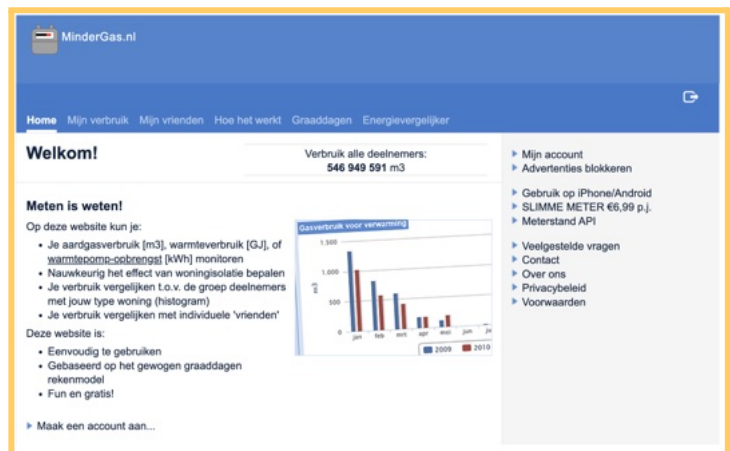 MinderGas.nl
Home Mijn verbruik Mijn vrienden Hoe het werkt Graaddagen Energievergelijker
Welkom!
Verbruik alle deelnemers:
546 949 591 m3
Meten is weten!
Op deze website kun je:
• Je aardgasverbruik [m3], warmteverbruik [GJ], of
warmtepomp-opbrengst [kWh] monitoren
• Nauwkeurig het effect van woningisolatie bepalen
• Je verbruik vergelijken t.o.v. de groep deelnemers
met jouw type woning (histogram)
• Je verbruik vergelijken met individuele 'vrienden'
Deze website is:
• Eenvoudig te gebruiken
• Gebaseerd op het gewogen graaddagen
rekenmodel
• Fun en gratis!
Maak een account aan...
Gasverbruik voor verwarming
1.500
1.000
m3
500
0
jan feb mrt apr mei jun
2009 2010
Mijn account
Advertenties blokkeren
Gebruik op iPhone/Android
SLIMME METER €6,99 p.j.
Meterstand API
Veelgestelde vragen
Contact
Over ons
Privacybeleid
Voorwaarden